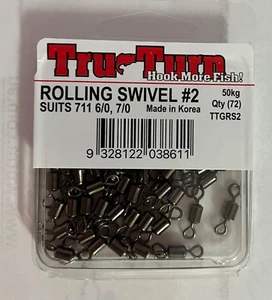 Tru-Turn
Hook More Fish!
ROLLING SWIVEL #2
50kg
SUITS 711 6/0, 7/0
Made in Korea
Qty (72)
TTGRS2
9 328122 038611